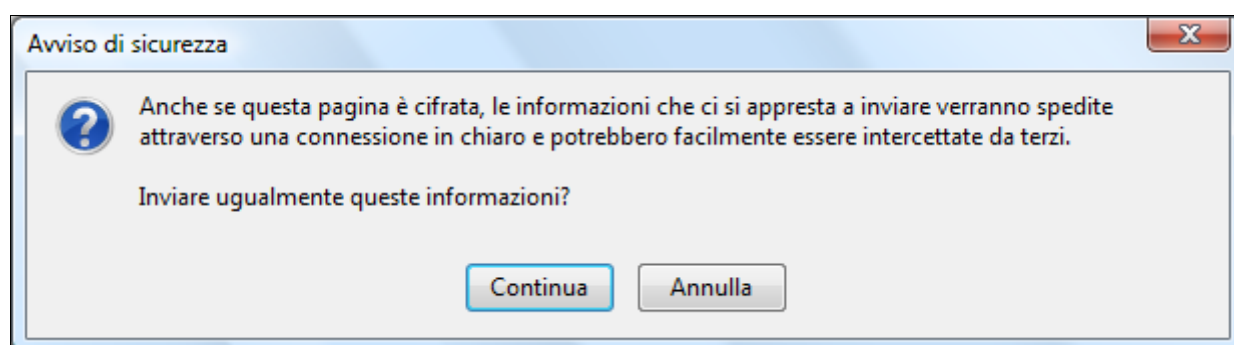 Avviso di sicurezza
Anche se questa pagina è cifrata, le informazioni che ci si appresta a inviare verranno spedite
attraverso una connessione in chiaro e potrebbero facilmente essere intercettate da terzi.
Inviare ugualmente queste informazioni?
Continua Annulla